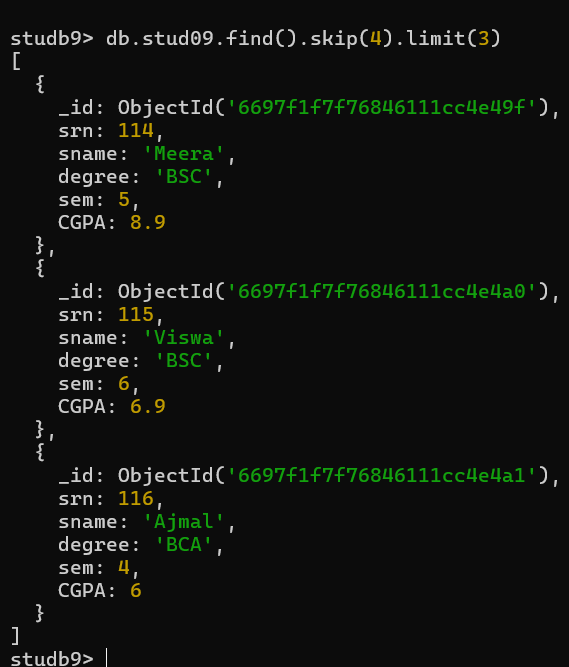 studb9> db.stud09.find().skip(4).limit(3)
[
  {
    _id: ObjectId('6697f1f7f76846111cc4e49f'),
    srn: 114,
    sname: 'Meera',
    degree: 'BSC',
    sem: 5,
    CGPA: 8.9
  },
  {
    _id: ObjectId('6697f1f7f76846111cc4e4a0'),
    srn: 115,
    sname: 'Viswa',
    degree: 'BSC',
    sem: 6,
    CGPA: 6.9
  },
  {
    _id: ObjectId('6697f1f7f76846111cc4e4a1'),
    srn: 116,
    sname: 'Ajmal',
    degree: 'BCA',
    sem: 4,
    CGPA: 6
  }
]
studb9>